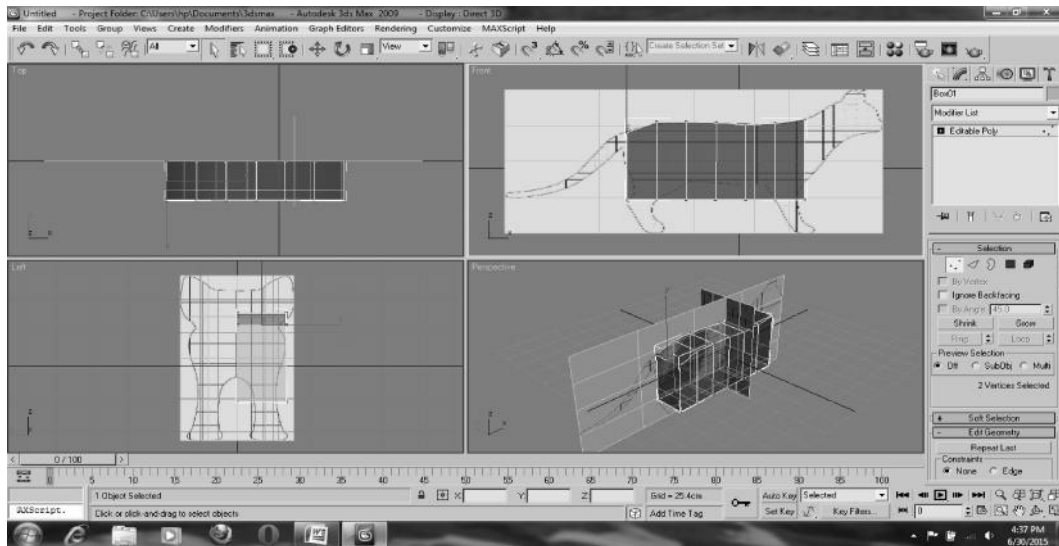 Untitled - Project Folder: C:\Users\hp\Documents\3dsmax - Autodesk 3ds Max 2009 - Display : Direct 3D
File Edit Tools Group Views Create Modifiers Animation Graph Editors Rendering Customize MAXScript Help
All View Create Selection Set
Top
Front
Box01
Modifier List
Editable Poly
Selection
By Vertex
Ignore Backfacing
By Angle: 45.0
Shrink Grow
Ring Loop
Preview Selection
Off SubObj Multi
2 Vertices Selected
Soft Selection
Edit Geometry
Repeat Last
Constraints
None Edge
Left
Perspective
0 / 100
0 5 10 15 20 25 30 35 40 45 50 55 60 65 70 75 80 85 90 95 100
1 Object Selected X: Y: Z: Grid = 25.4cm Auto Key Selected
AXScript. Click or click-and-drag to select objects Add Time Tag Set Key Key Filters... 0
4:37 PM
6/30/2015